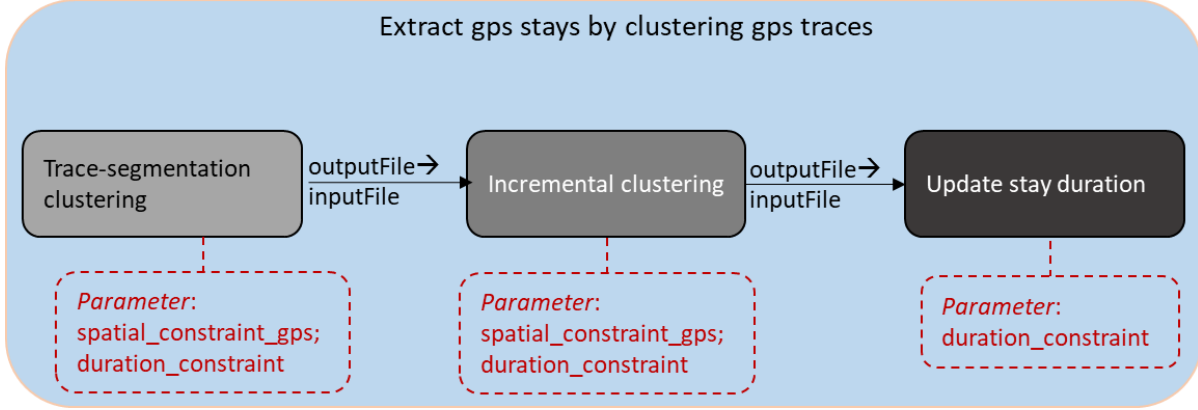 Extract gps stays by clustering gps traces
Trace-segmentation
clustering
outputFile→
inputFile
Incremental clustering
outputFile→
inputFile
Update stay duration
Parameter:
spatial_constraint_gps;
duration_constraint
Parameter:
spatial_constraint_gps;
duration_constraint
Parameter:
duration_constraint